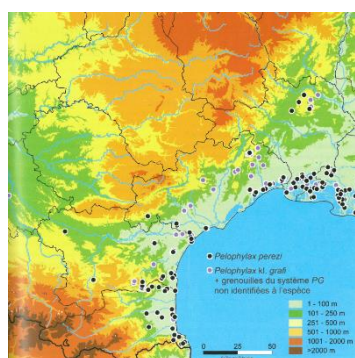 Pelophylax perezi
Pelophylax kl. grafi
+ grenouilles du système PG
non identifiées à l'espèce
1 - 100 m
101 - 250 m
251 - 500 m
501 - 1000 m
1001 - 2000 m
>2000 m
0 25 50